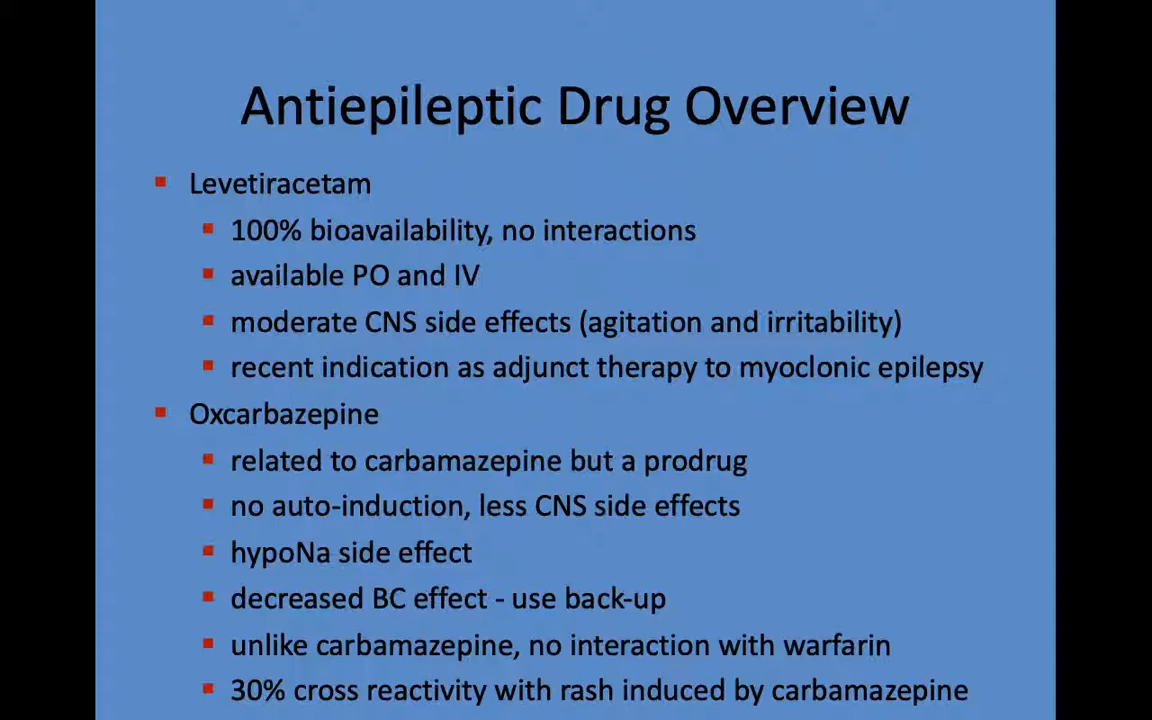 Antiepileptic Drug Overview
Levetiracetam
100% bioavailability, no interactions
available PO and IV
moderate CNS side effects (agitation and irritability)
recent indication as adjunct therapy to myoclonic epilepsy
Oxcarbazepine
related to carbamazepine but a prodrug
no auto-induction, less CNS side effects
hypoNa side effect
decreased BC effect - use back-up
unlike carbamazepine, no interaction with warfarin
30% cross reactivity with rash induced by carbamazepine